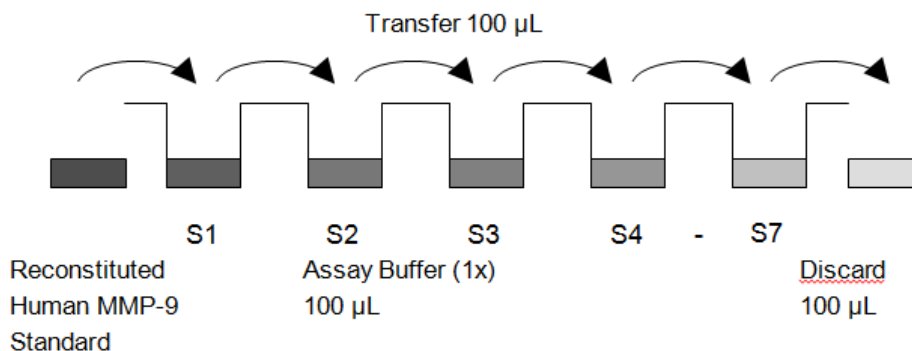 Transfer 100 µL
S1 S2 S3 S4 - S7
Reconstituted Assay Buffer (1x) Discard
Human MMP-9 100 µL 100 µL
Standard